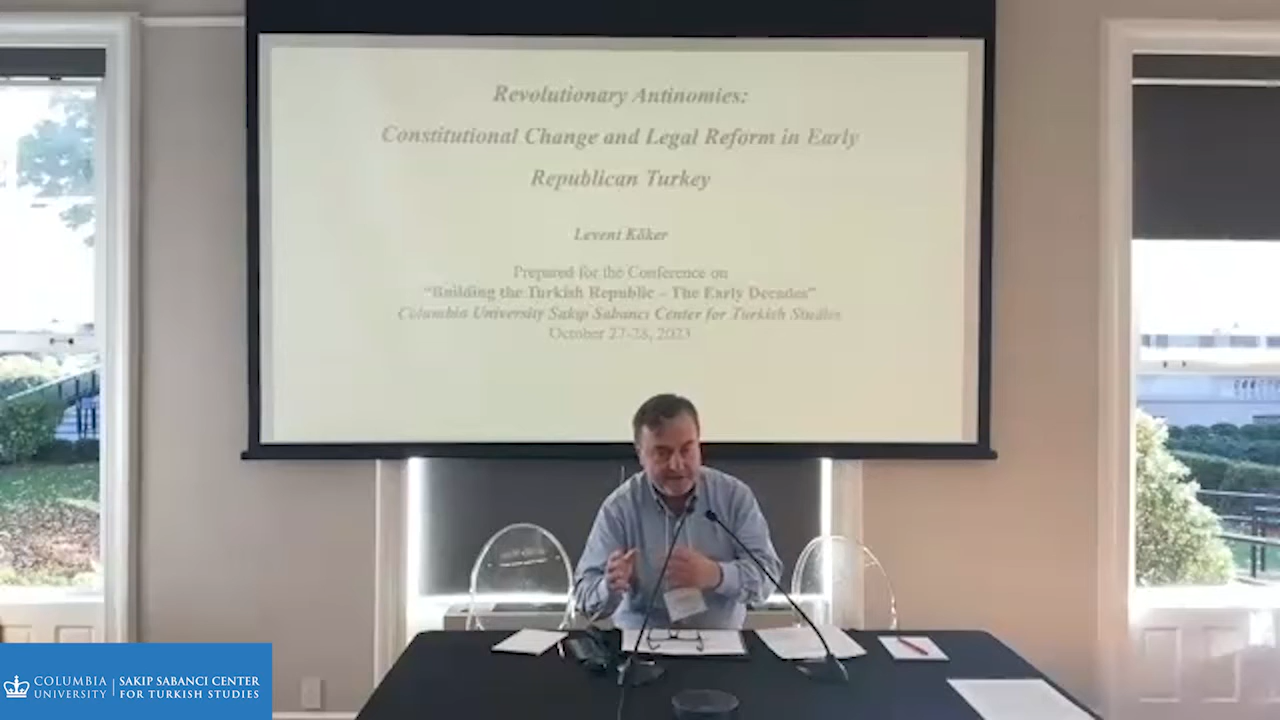 Revolutionary Antinomies:
Constitutional Change and Legal Reform in Early
Republican Turkey
Levent Köker
Prepared for the Conference on
“Building the Turkish Republic – The Early Decades”
Columbia University Sakıp Sabancı Center for Turkish Studies
October 27-28, 2023
COLUMBIA UNIVERSITY
SAKIP SABANCI CENTER
FOR TURKISH STUDIES